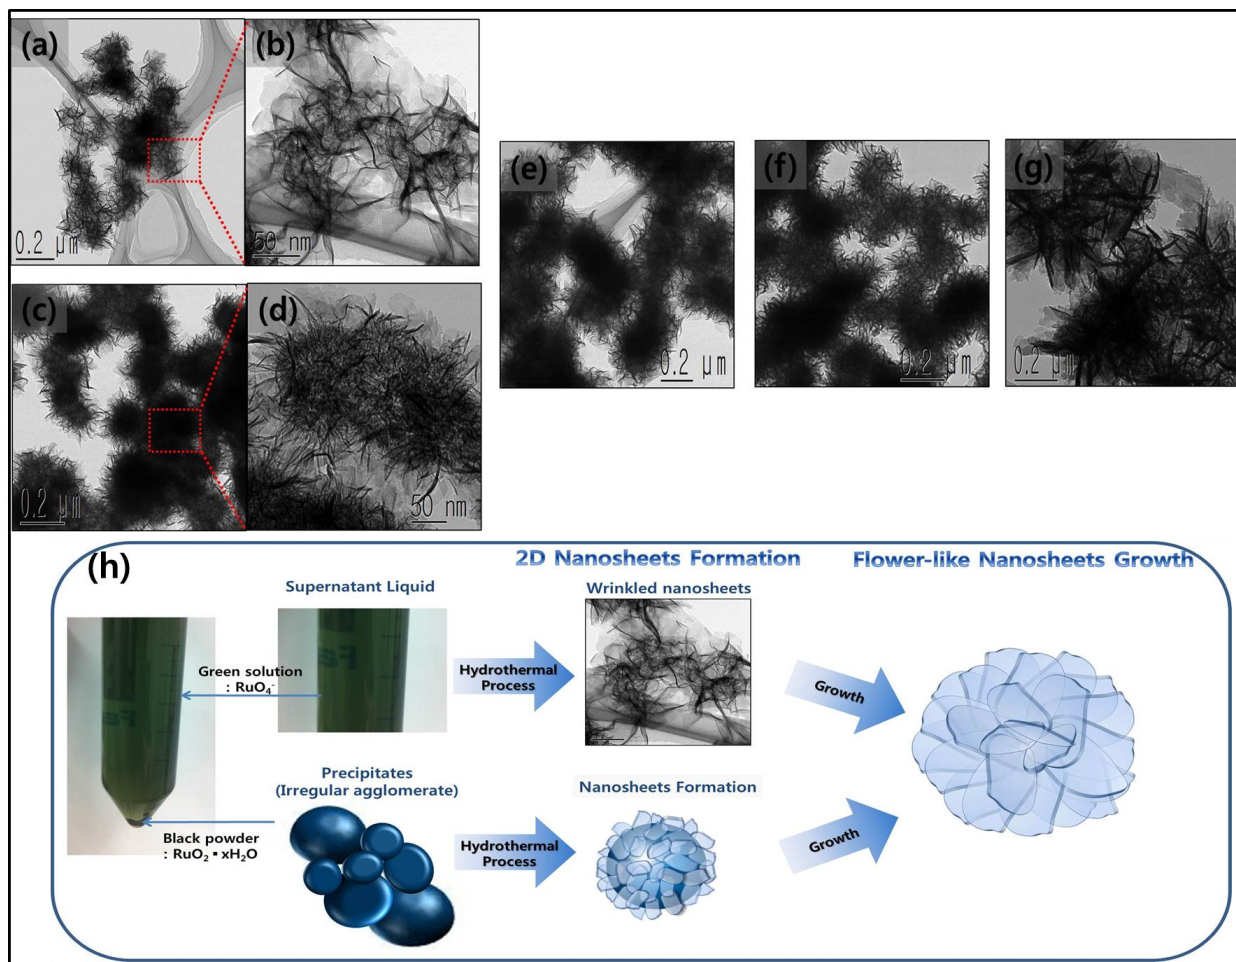 (a)
0.2 μm
(b)
50 nm
(c)
0.2 μm
(d)
50 nm
(e)
0.2 μm
(f)
0.2 μm
(g)
0.2 μm
(h)
2D Nanosheets Formation
Flower-like Nanosheets Growth
Supernatant Liquid
Wrinkled nanosheets
Green solution
: RuO₄⁻
Hydrothermal
Process
Growth
Precipitates
(Irregular agglomerate)
Nanosheets Formation
Black powder
: RuO₂ ▪ xH₂O
Hydrothermal
Process
Growth